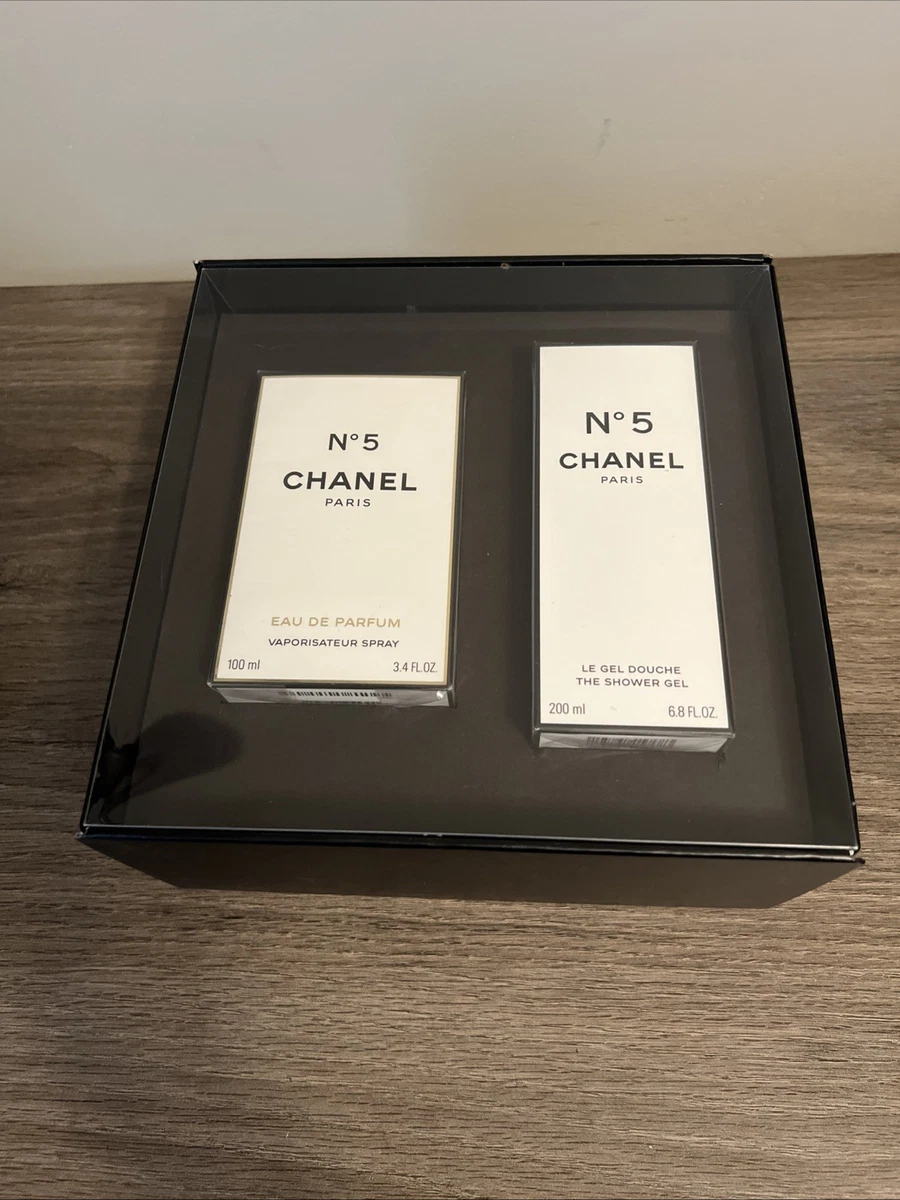 N°5
CHANEL
PARIS
EAU DE PARFUM
VAPORISATEUR SPRAY
100 ml 3.4 FL.OZ.
N°5
CHANEL
PARIS
LE GEL DOUCHE
THE SHOWER GEL
200 ml 6.8 FL.OZ.